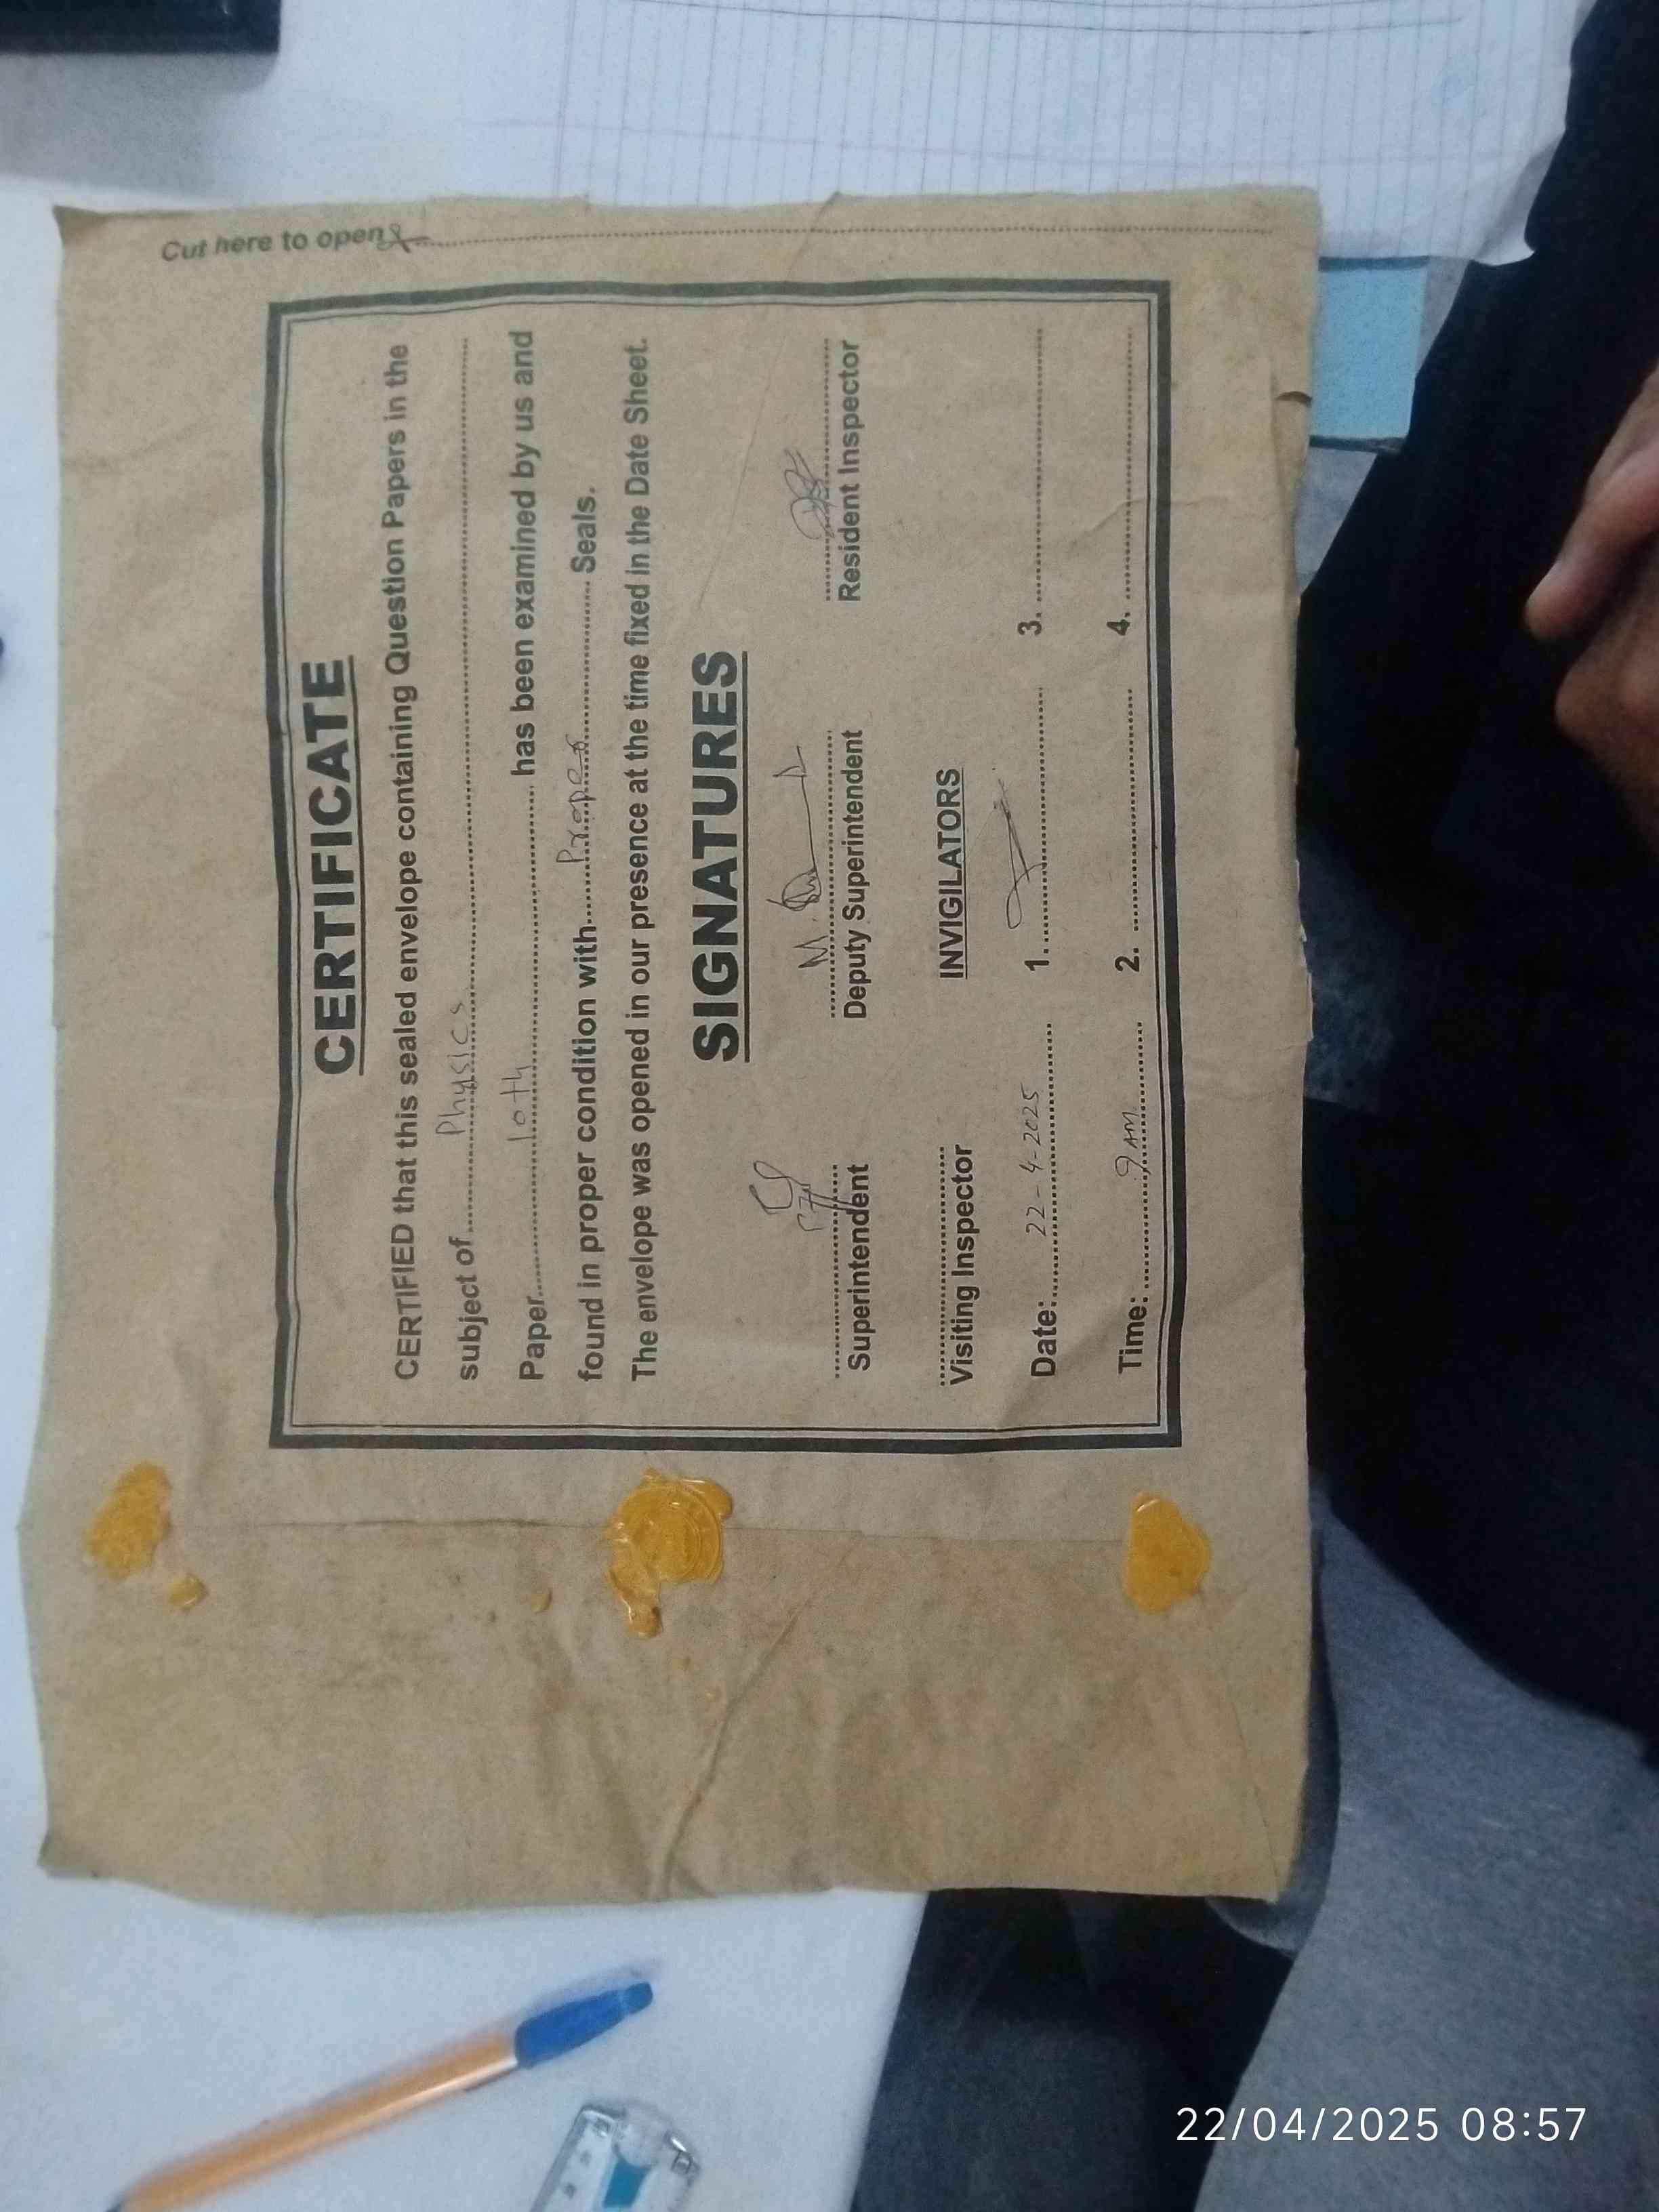 Cut here to open
CERTIFICATE
CERTIFIED that this sealed envelope containing Question Papers in the
subject of Physics
Paper 10th has been examined by us and
found in proper condition with Proper Seals.
The envelope was opened in our presence at the time fixed in the Date Sheet.
SIGNATURES
Superintendent Deputy Superintendent Resident Inspector
Visiting Inspector INVIGILATORS
Date: 22-4-2025 1. 3.
Time: 9 AM 2. 4.
22/04/2025 08:57